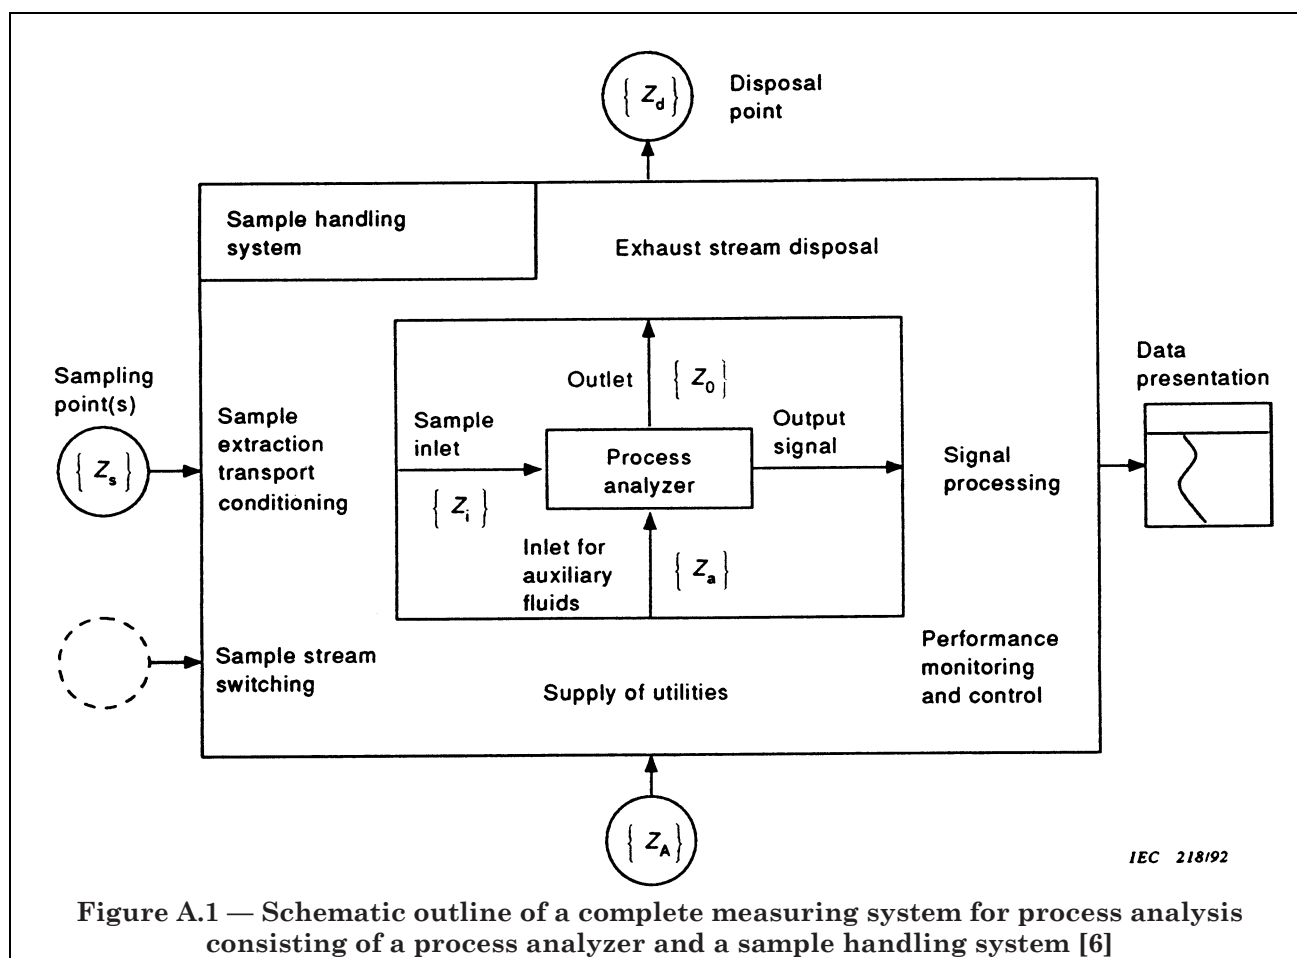 { Z_d }
Disposal
point
Sample handling
system
Exhaust stream disposal
Sampling
point(s)
{ Z_s }
Sample
extraction
transport
conditioning
Sample
inlet
{ Z_i }
Outlet
{ Z_0 }
Process
analyzer
Output
signal
Inlet for
auxiliary
fluids
{ Z_a }
Signal
processing
Data
presentation
Sample stream
switching
Supply of utilities
Performance
monitoring
and control
{ Z_A }
IEC 218/92
Figure A.1 — Schematic outline of a complete measuring system for process analysis
consisting of a process analyzer and a sample handling system [6]